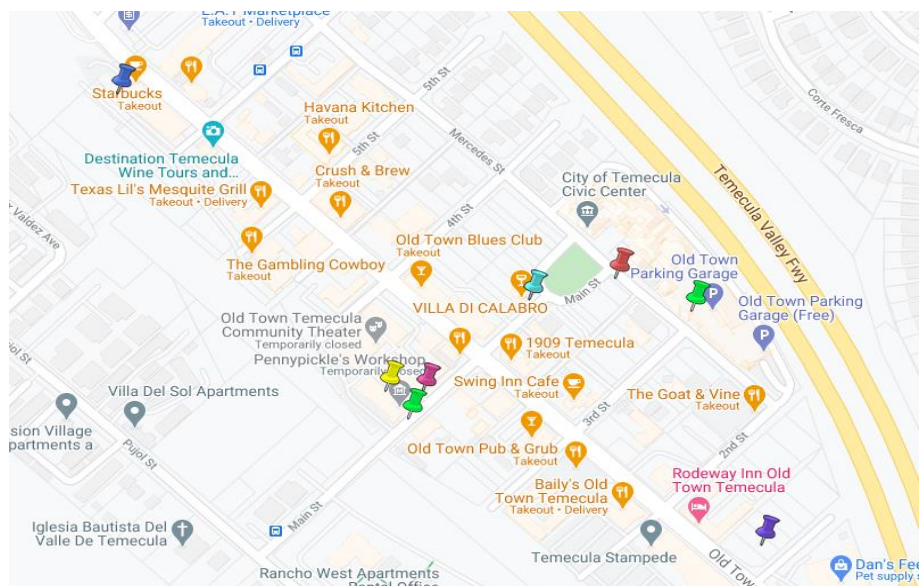 E.A.T Marketplace
Takeout • Delivery
Starbucks
Takeout
Destination Temecula
Wine Tours and...
Havana Kitchen
Takeout
5th St
5th St
Mercedes St
Crush & Brew
Takeout
Texas Lil's Mesquite Grill
Takeout • Delivery
4th St
City of Temecula
Civic Center
Corte Fresca
Temecula Valley Fwy
Valdez Ave
The Gambling Cowboy
Takeout
Old Town Blues Club
Takeout
Old Town
Parking Garage
Main St
VILLA DI CALABRO
Old Town Parking
Garage (Free)
Old Town Temecula
Community Theater
Temporarily closed
1909 Temecula
Takeout
Pennypickle's Workshop
Temporarily closed
Swing Inn Cafe
Takeout
Villa Del Sol Apartments
The Goat & Vine
Takeout
sion Village
partments a
Pujol St
3rd St
2nd St
Old Town Pub & Grub
Takeout
Rodeway Inn Old
Town Temecula
Baily's Old
Town Temecula
Takeout • Delivery
Main St
Iglesia Bautista Del
Valle De Temecula
Temecula Stampede
Old Town
Rancho West Apartments
Rental Office
Dan's Fee
Pet supply